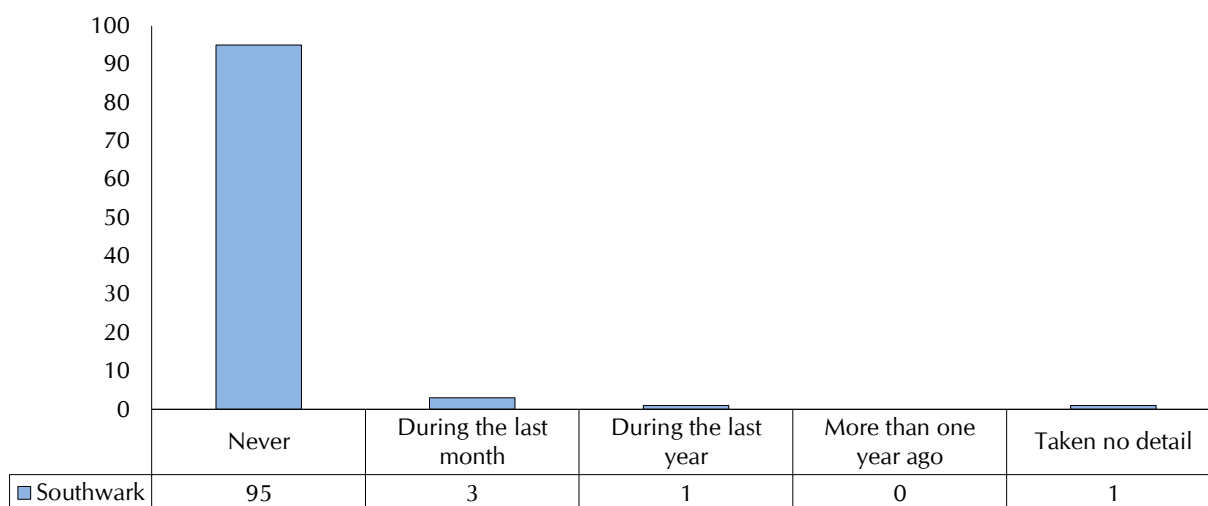 100
90
80
70
60
50
40
30
20
10
0
Never
During the last
month
During the last
year
More than one
year ago
Taken no detail
Southwark 95 3 1 0 1